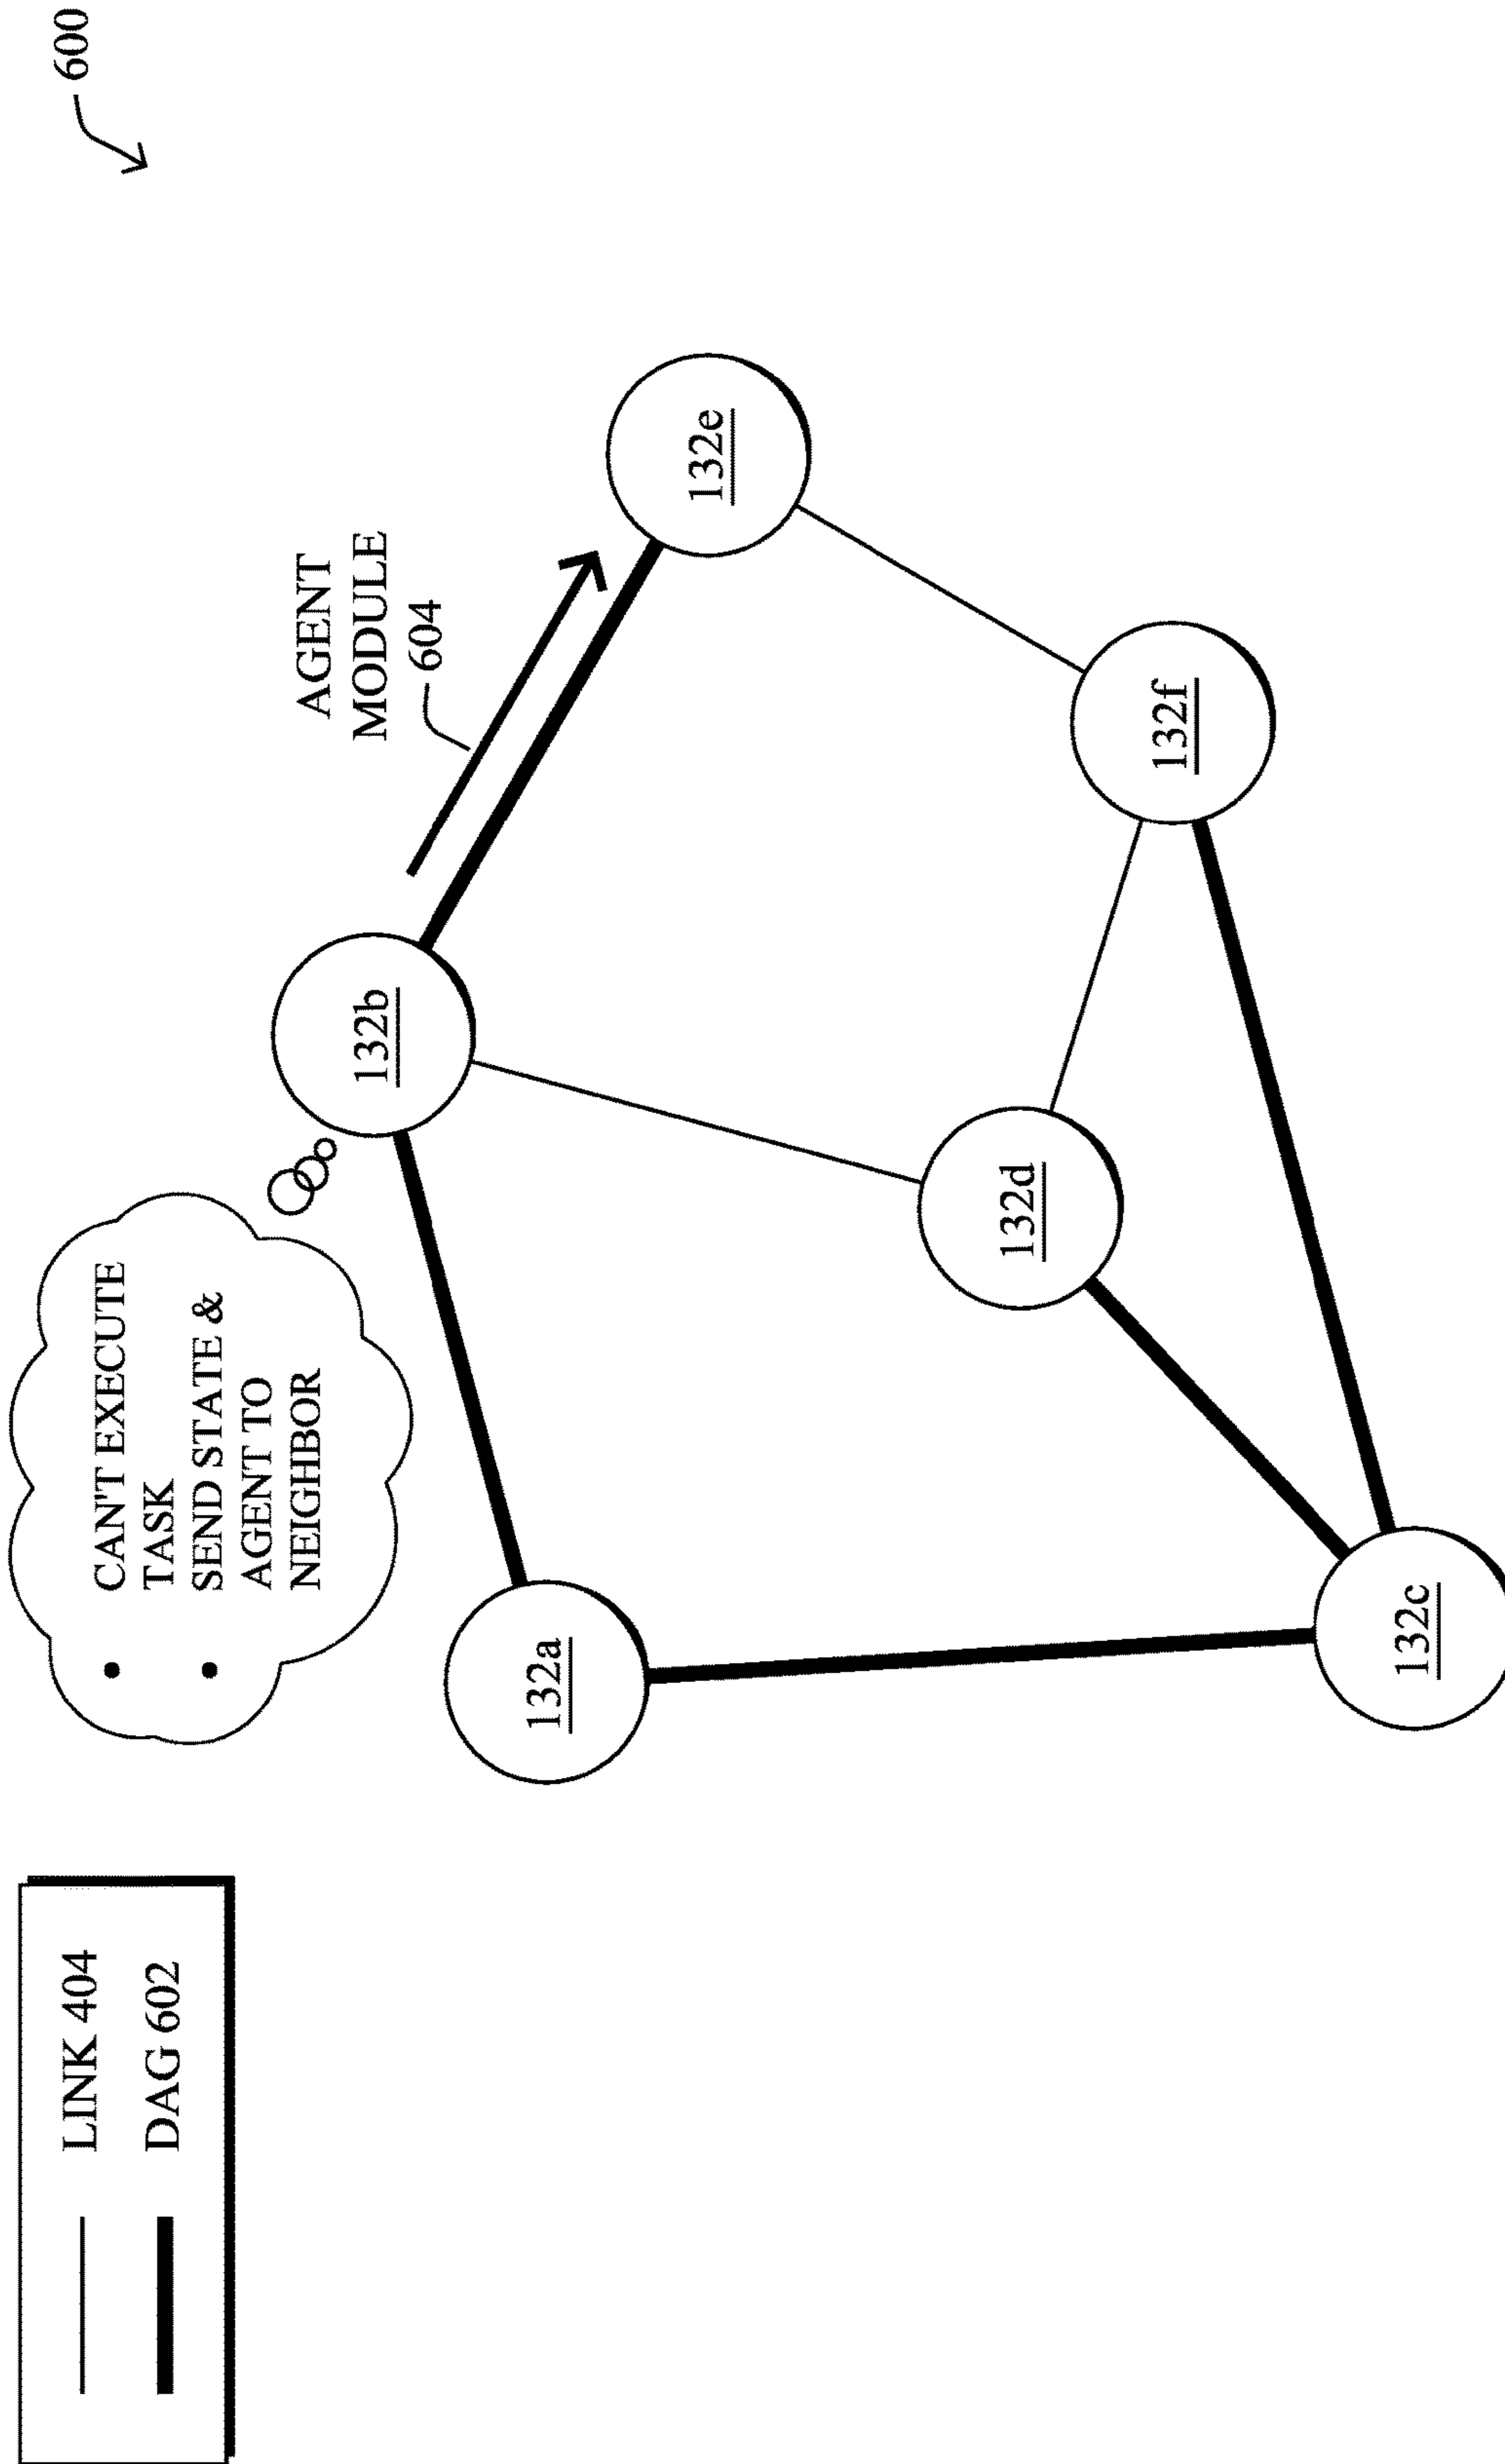 600
LINK 404
DAG 602
• CAN'T EXECUTE
TASK
• SEND STATE &
AGENT TO
NEIGHBOR
AGENT
MODULE
604
132a
132b
132e
132d
132f
132c